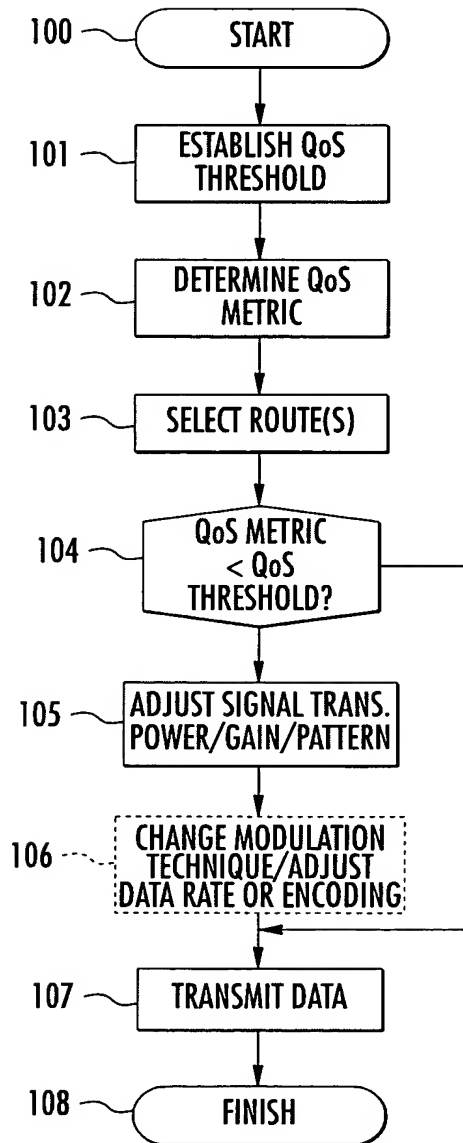 100
START
101
ESTABLISH QoS
THRESHOLD
102
DETERMINE QoS
METRIC
103
SELECT ROUTE(S)
104
QoS METRIC
< QoS
THRESHOLD?
105
ADJUST SIGNAL TRANS.
POWER/GAIN/PATTERN
106
CHANGE MODULATION
TECHNIQUE/ADJUST
DATA RATE OR ENCODING
107
TRANSMIT DATA
108
FINISH